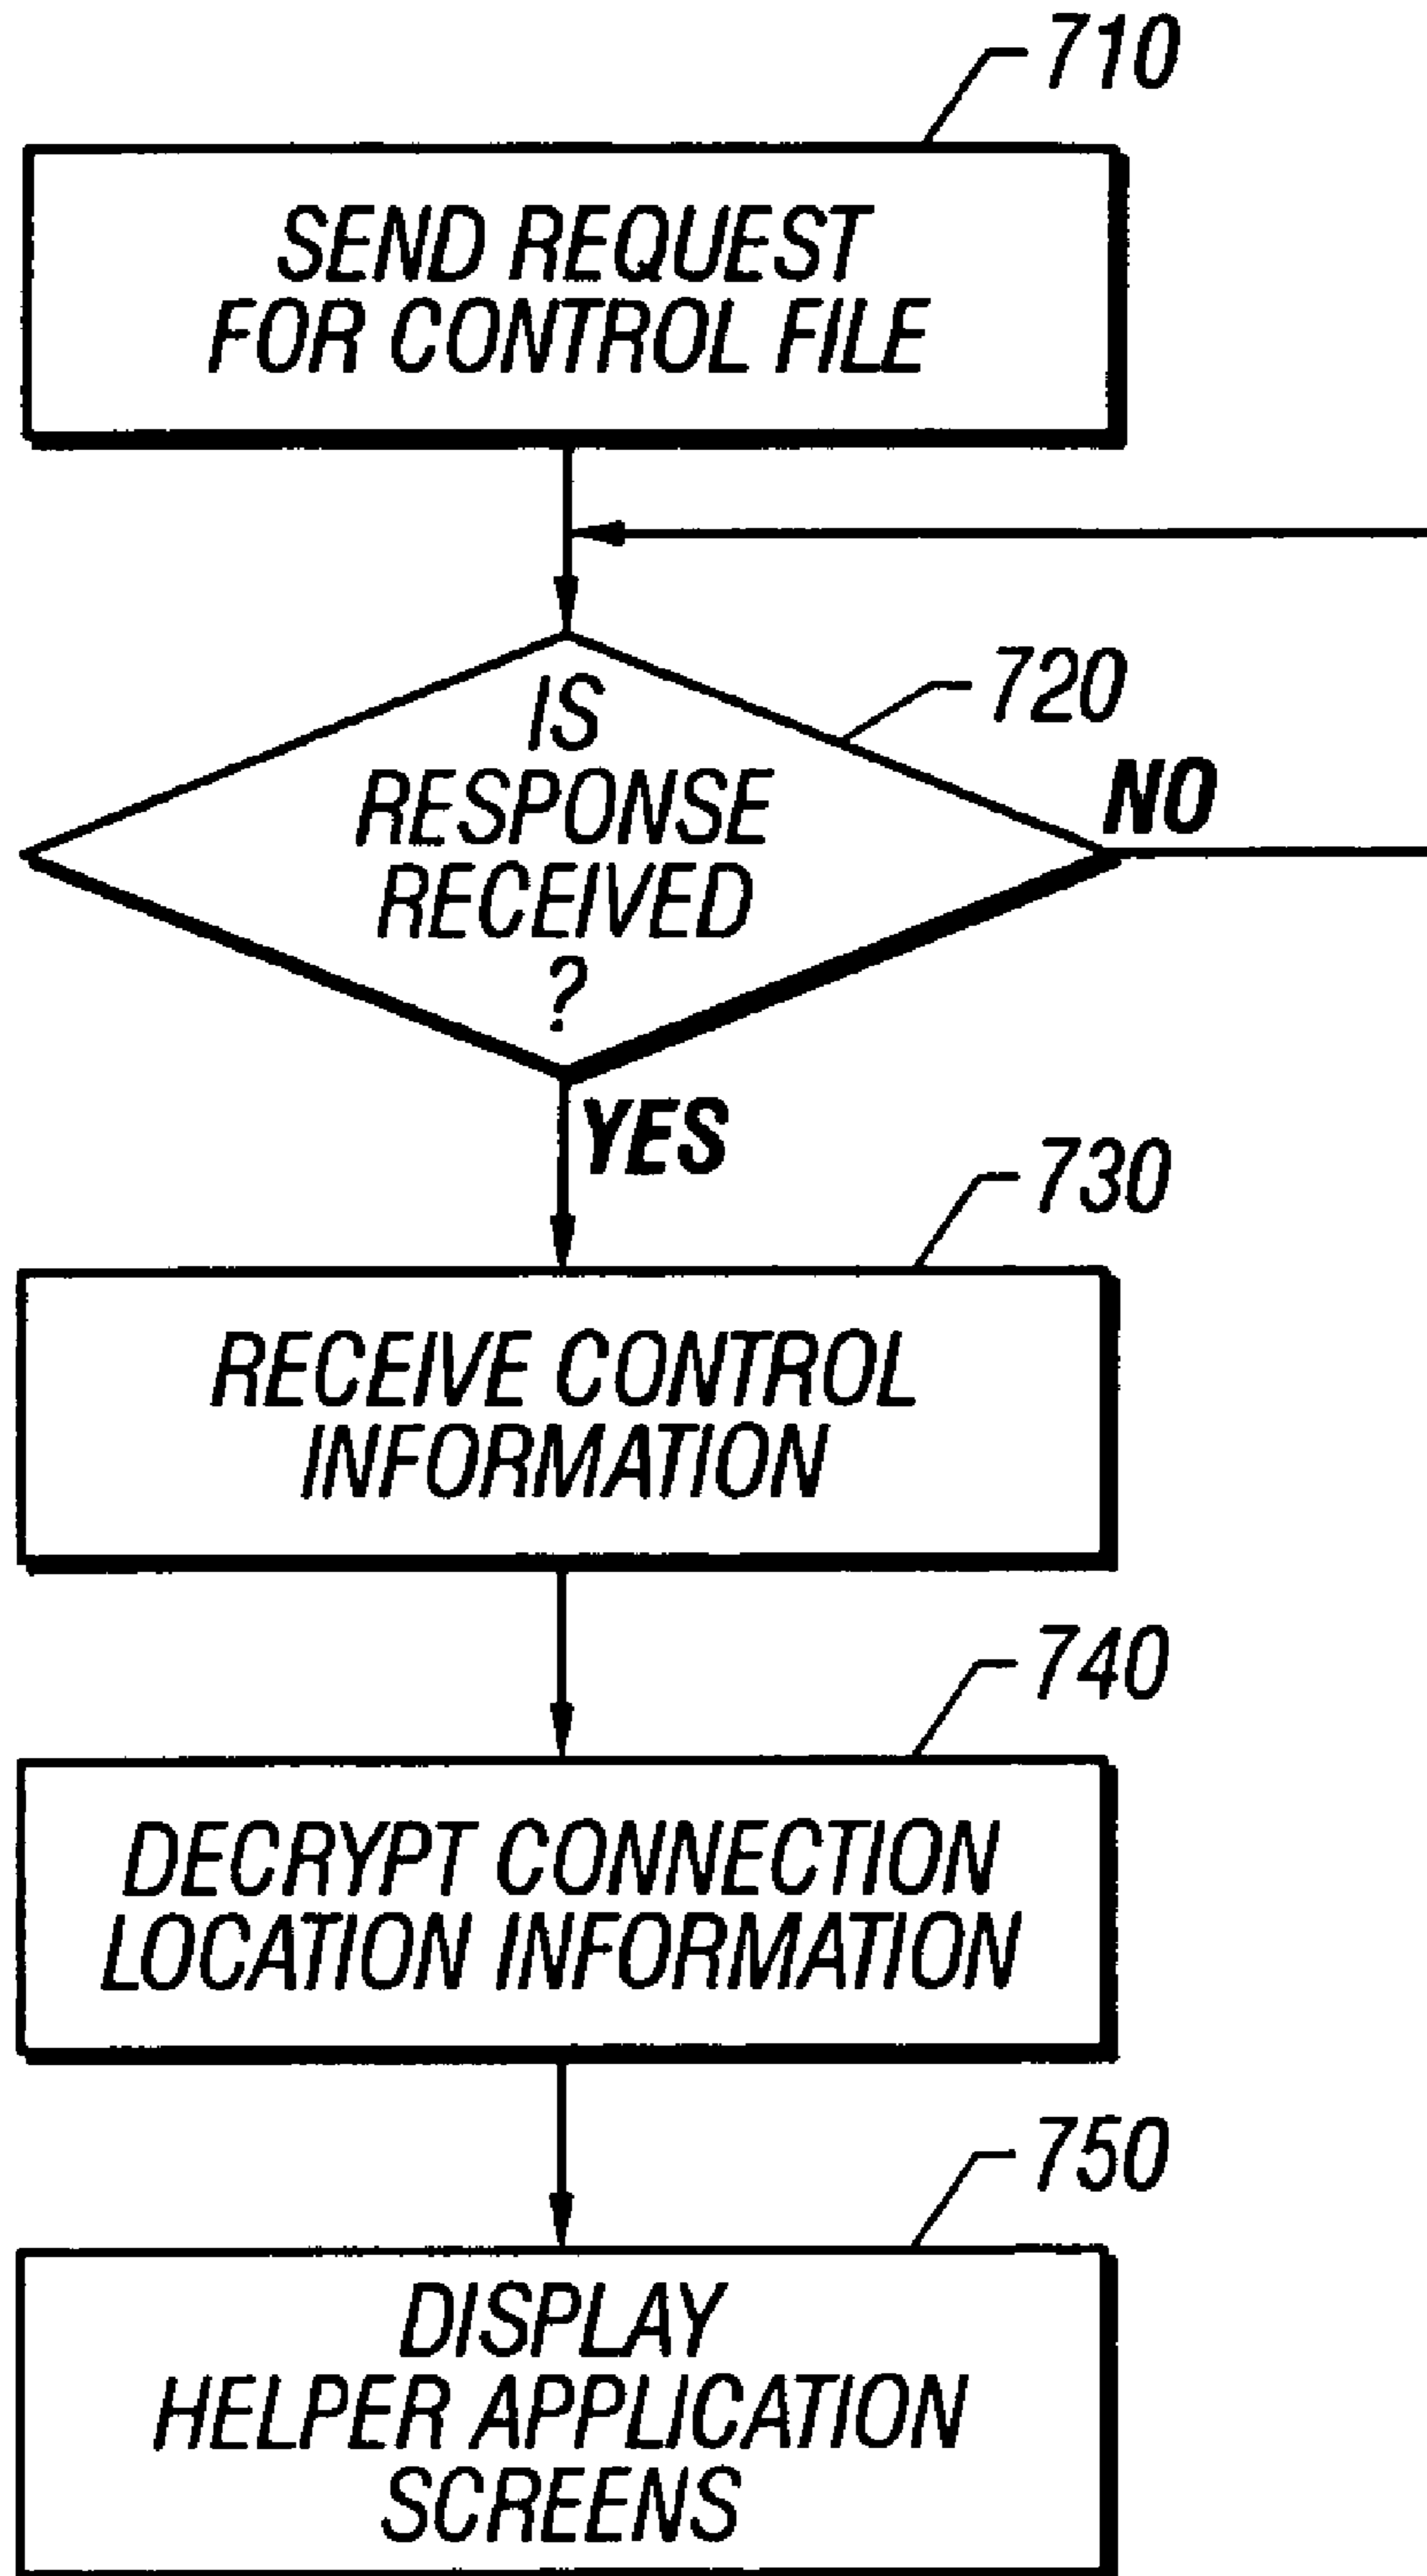 710
SEND REQUEST
FOR CONTROL FILE
720
IS
RESPONSE
RECEIVED
?
NO
YES
730
RECEIVE CONTROL
INFORMATION
740
DECRYPT CONNECTION
LOCATION INFORMATION
750
DISPLAY
HELPER APPLICATION
SCREENS